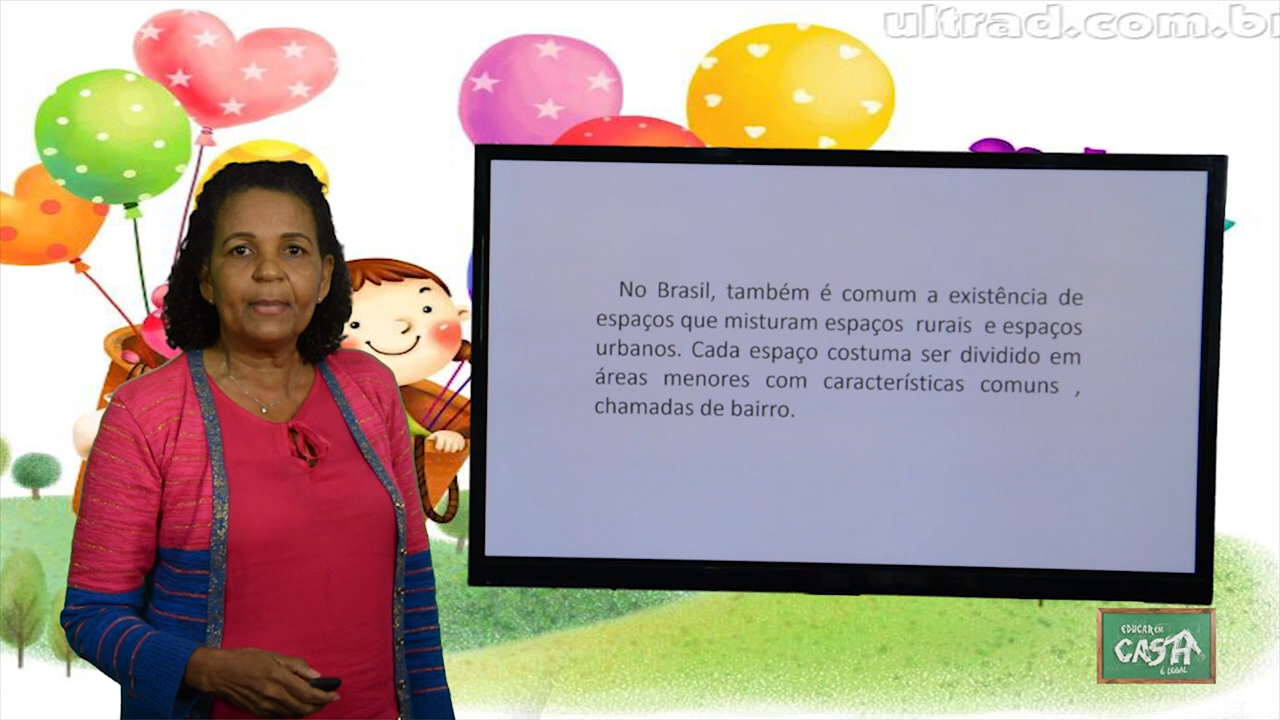 ultrad.com.br
No Brasil, também é comum a existência de
espaços que misturam espaços rurais e espaços
urbanos. Cada espaço costuma ser dividido em
áreas menores com características comuns ,
chamadas de bairro.
EDUCAR EM
CASA
É LEGAL